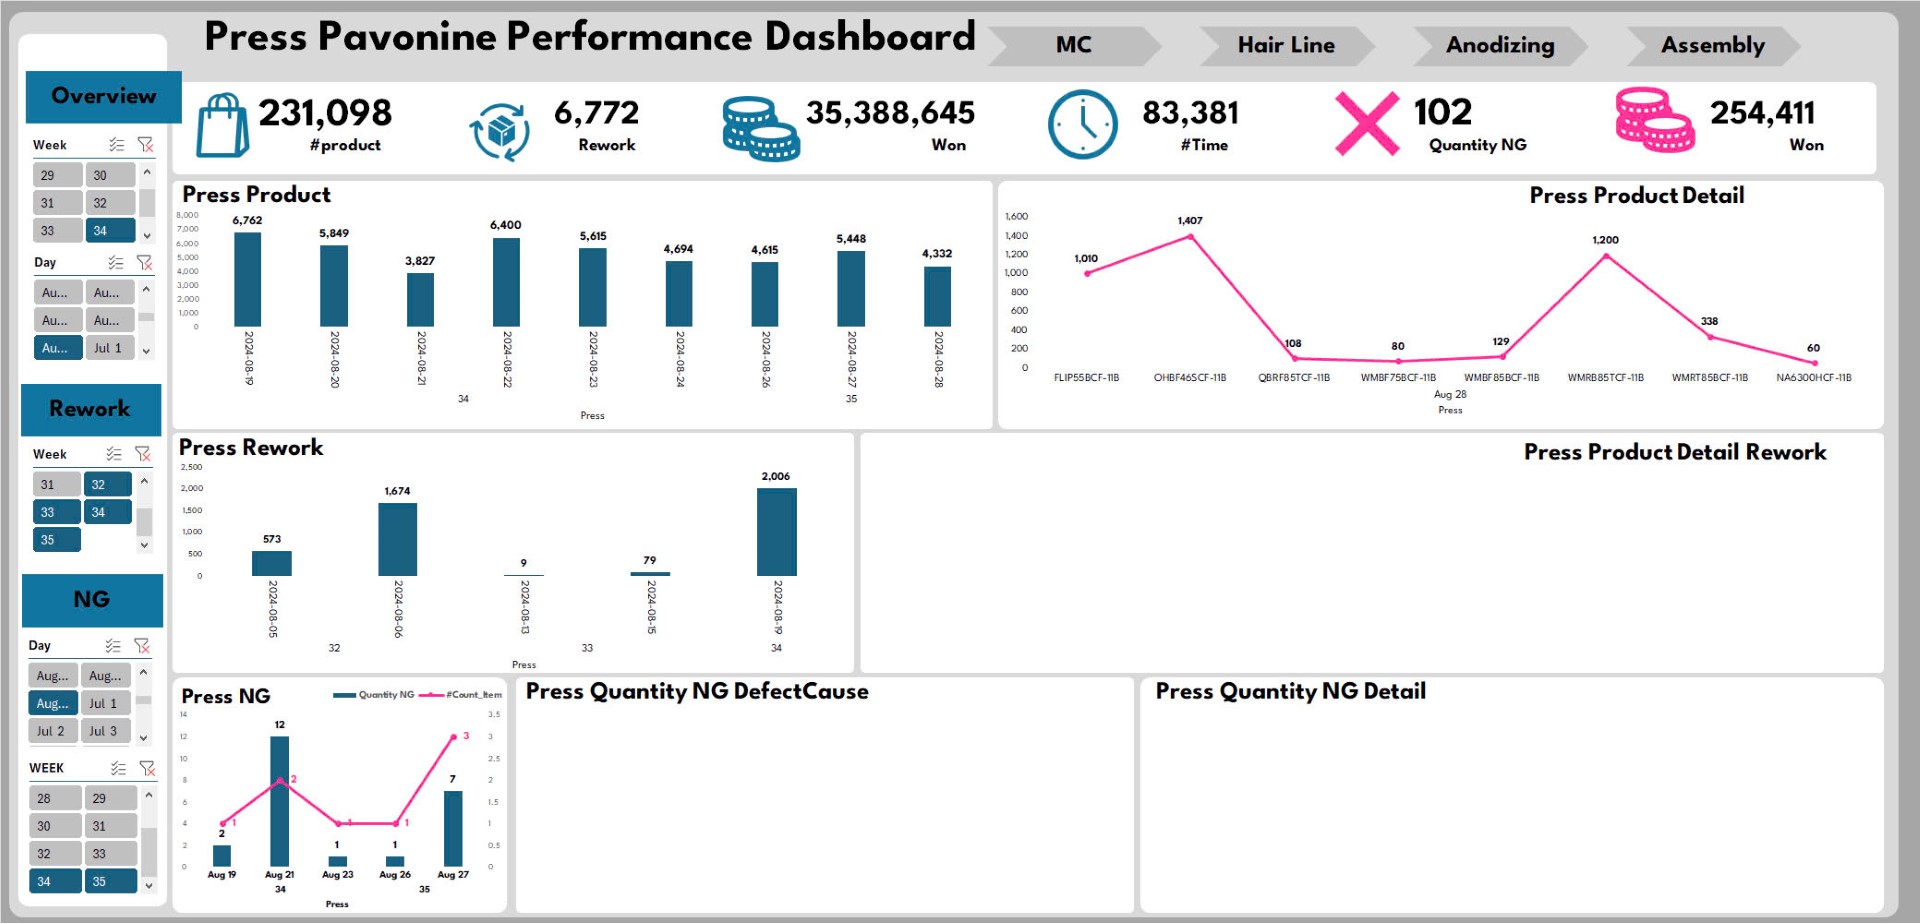 Press Pavonine Performance Dashboard
MC
Hair Line
Anodizing
Assembly
Overview
231,098
#product
6,772
Rework
35,388,645
Won
83,381
#Time
102
Quantity NG
254,411
Won
Week
29 30
31 32
33 34
Day
Au... Au...
Au... Au...
Au... Jul 1
Rework
Week
31 32
33 34
35
NG
Day
Aug... Aug...
Aug... Jul 1
Jul 2 Jul 3
WEEK
28 29
30 31
32 33
34 35
Press Product
8,000
7,000
6,000
5,000
4,000
3,000
2,000
1,000
0
6,762
5,849
3,827
6,400
5,615
4,694
4,615
5,448
4,332
2024-08-19
2024-08-20
2024-08-21
2024-08-22
2024-08-23
2024-08-24
2024-08-26
2024-08-27
2024-08-28
34
35
Press
Press Product Detail
1,600
1,400
1,200
1,000
800
600
400
200
0
1,010
1,407
108
80
129
1,200
338
60
FLIP55BCF-11B
OHBF46SCF-11B
QBRF85TCF-11B
WMBF75BCF-11B
WMBF85BCF-11B
WMRB85TCF-11B
WMRT85BCF-11B
NA6300HCF-11B
Aug 28
Press
Press Rework
2,500
2,000
1,500
1,000
500
0
573
1,674
9
79
2,006
2024-08-05
2024-08-06
2024-08-13
2024-08-15
2024-08-19
32
33
34
Press
Press Product Detail Rework
Press NG
Quantity NG
#Count_Item
14
12
10
8
6
4
2
0
3.5
3
2.5
2
1.5
1
0.5
0
2
12
1
1
7
1
2
1
1
3
Aug 19
Aug 21
Aug 23
Aug 26
Aug 27
34
35
Press
Press Quantity NG DefectCause
Press Quantity NG Detail